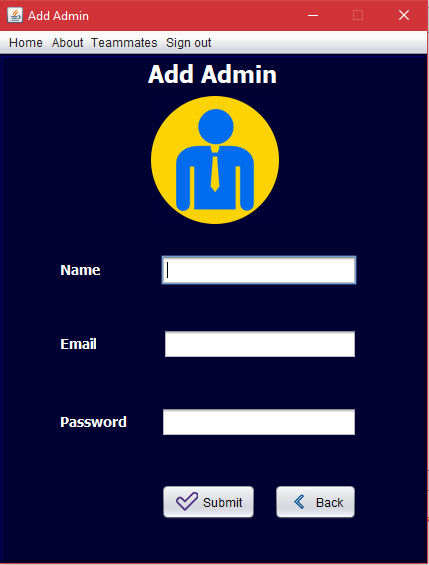 Add Admin
Home About Teammates Sign out
Add Admin
Name
Email
Password
Submit Back